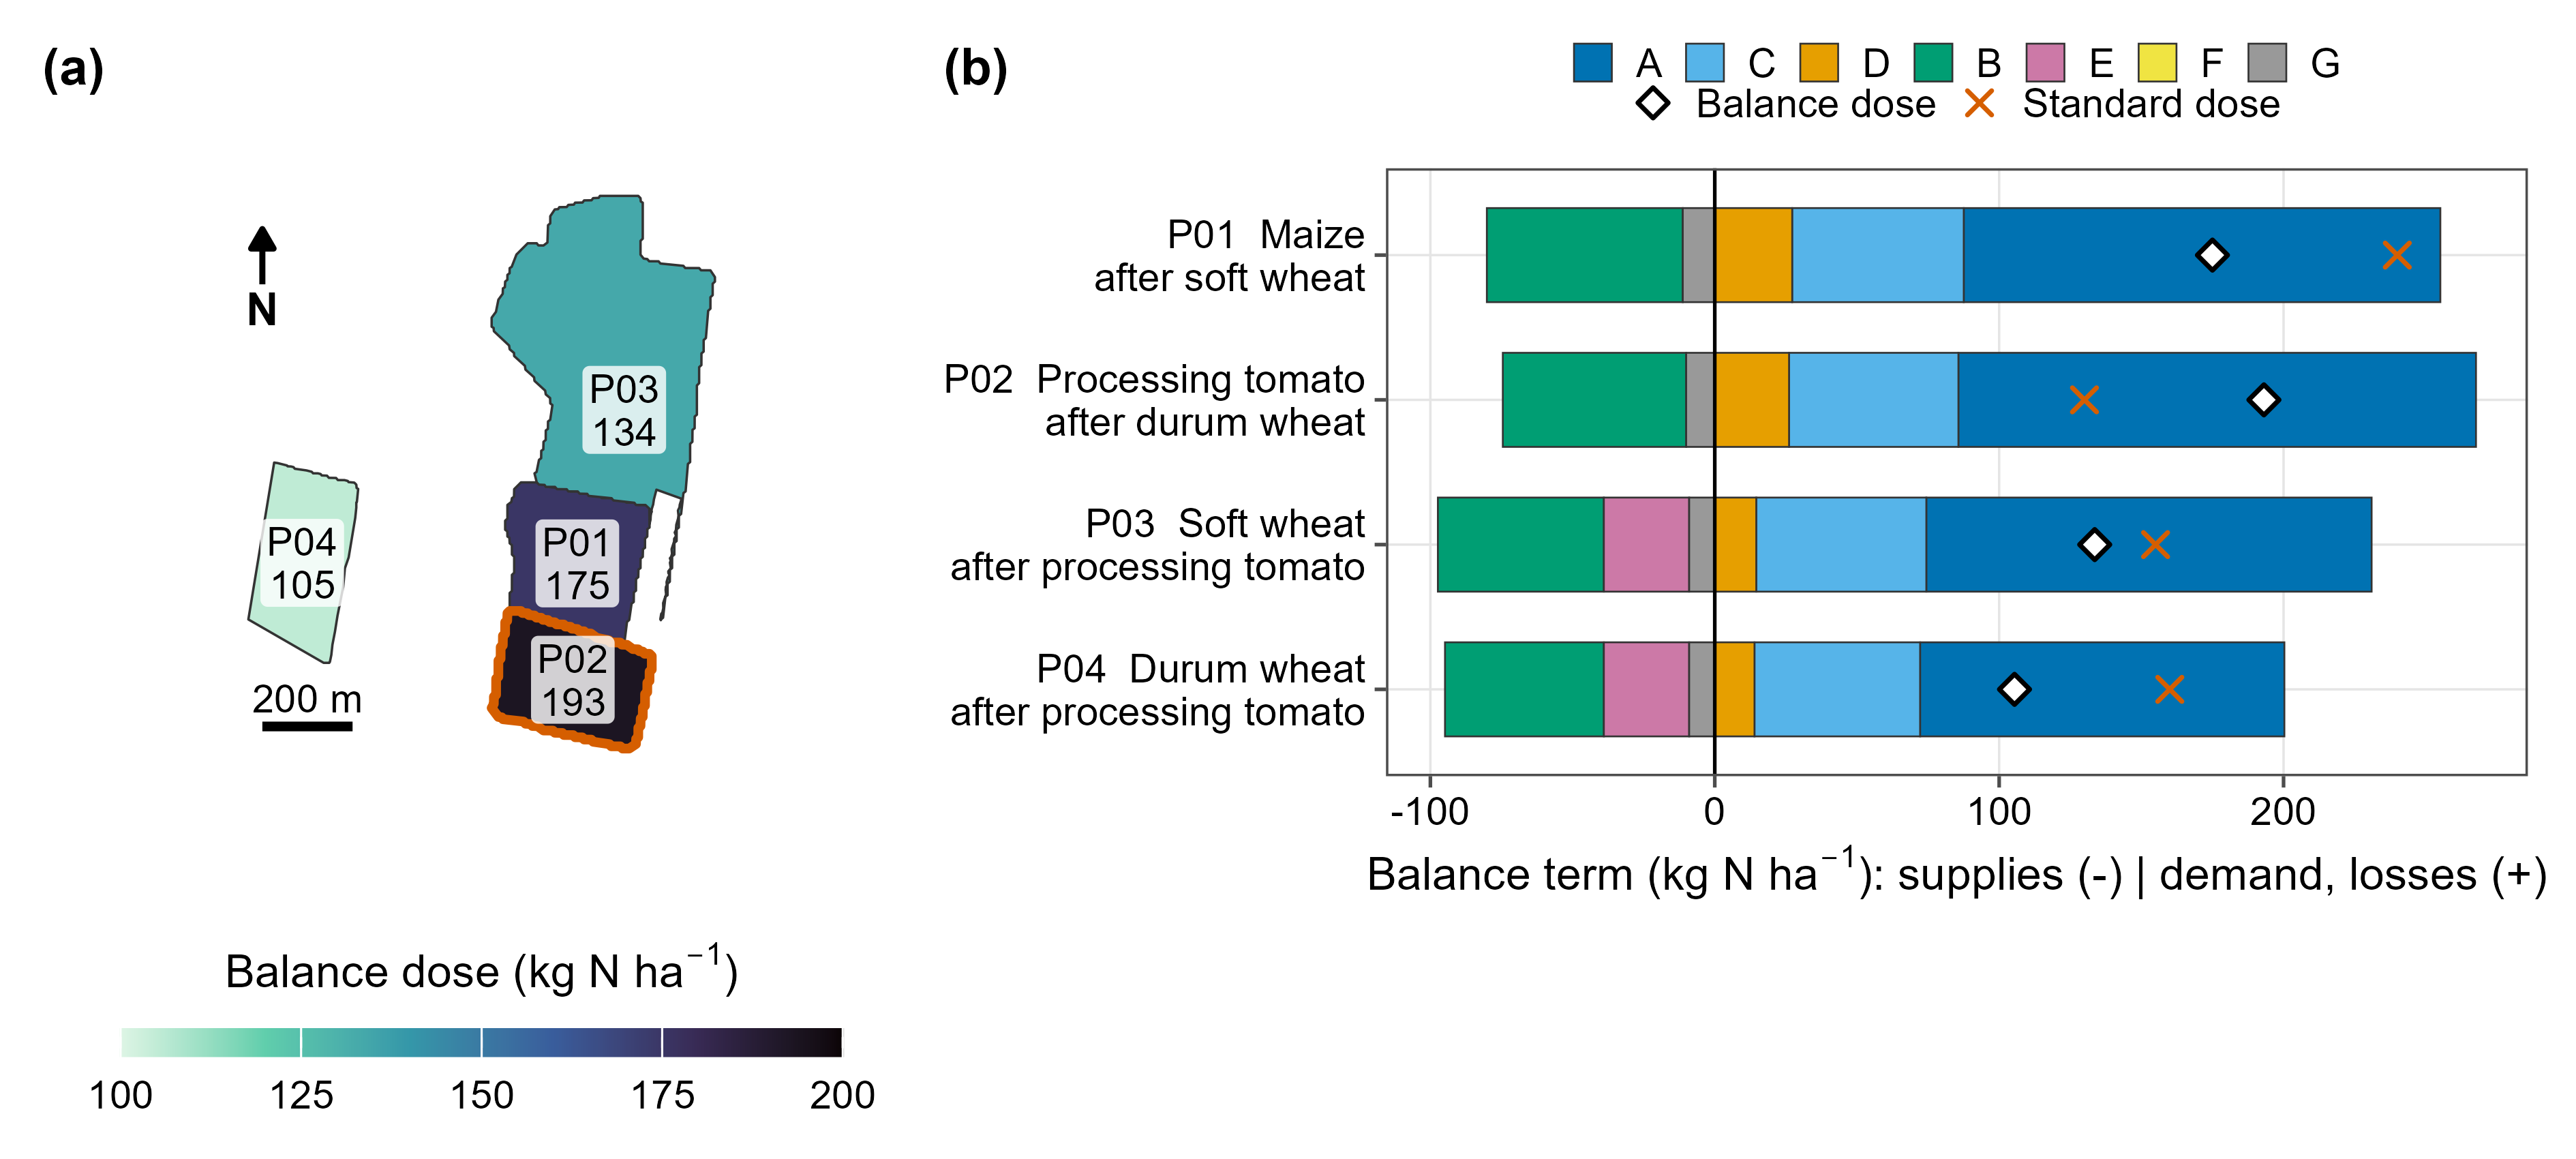 (a)
N
P03
134
P04
105
P01
175
P02
193
200 m
Balance dose (kg N ha⁻¹)
100 125 150 175 200
(b)
A C D B E F G
Balance dose Standard dose
P01 Maize
after soft wheat
P02 Processing tomato
after durum wheat
P03 Soft wheat
after processing tomato
P04 Durum wheat
after processing tomato
-100 0 100 200
Balance term (kg N ha⁻¹): supplies (-) | demand, losses (+)